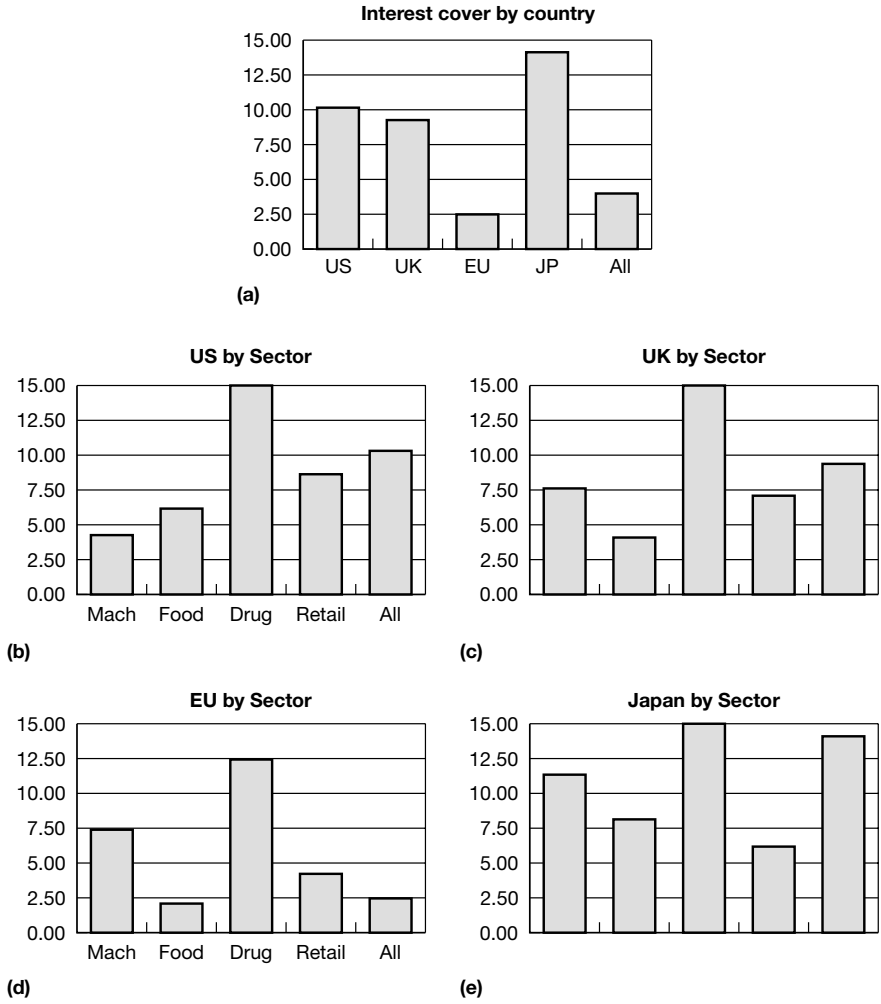 Interest cover by country
15.00
12.50
10.00
7.50
5.00
2.50
0.00
US UK EU JP All
(a)
US by Sector
15.00
12.50
10.00
7.50
5.00
2.50
0.00
Mach Food Drug Retail All
(b)
UK by Sector
15.00
12.50
10.00
7.50
5.00
2.50
0.00
(c)
EU by Sector
15.00
12.50
10.00
7.50
5.00
2.50
0.00
Mach Food Drug Retail All
(d)
Japan by Sector
15.00
12.50
10.00
7.50
5.00
2.50
0.00
(e)